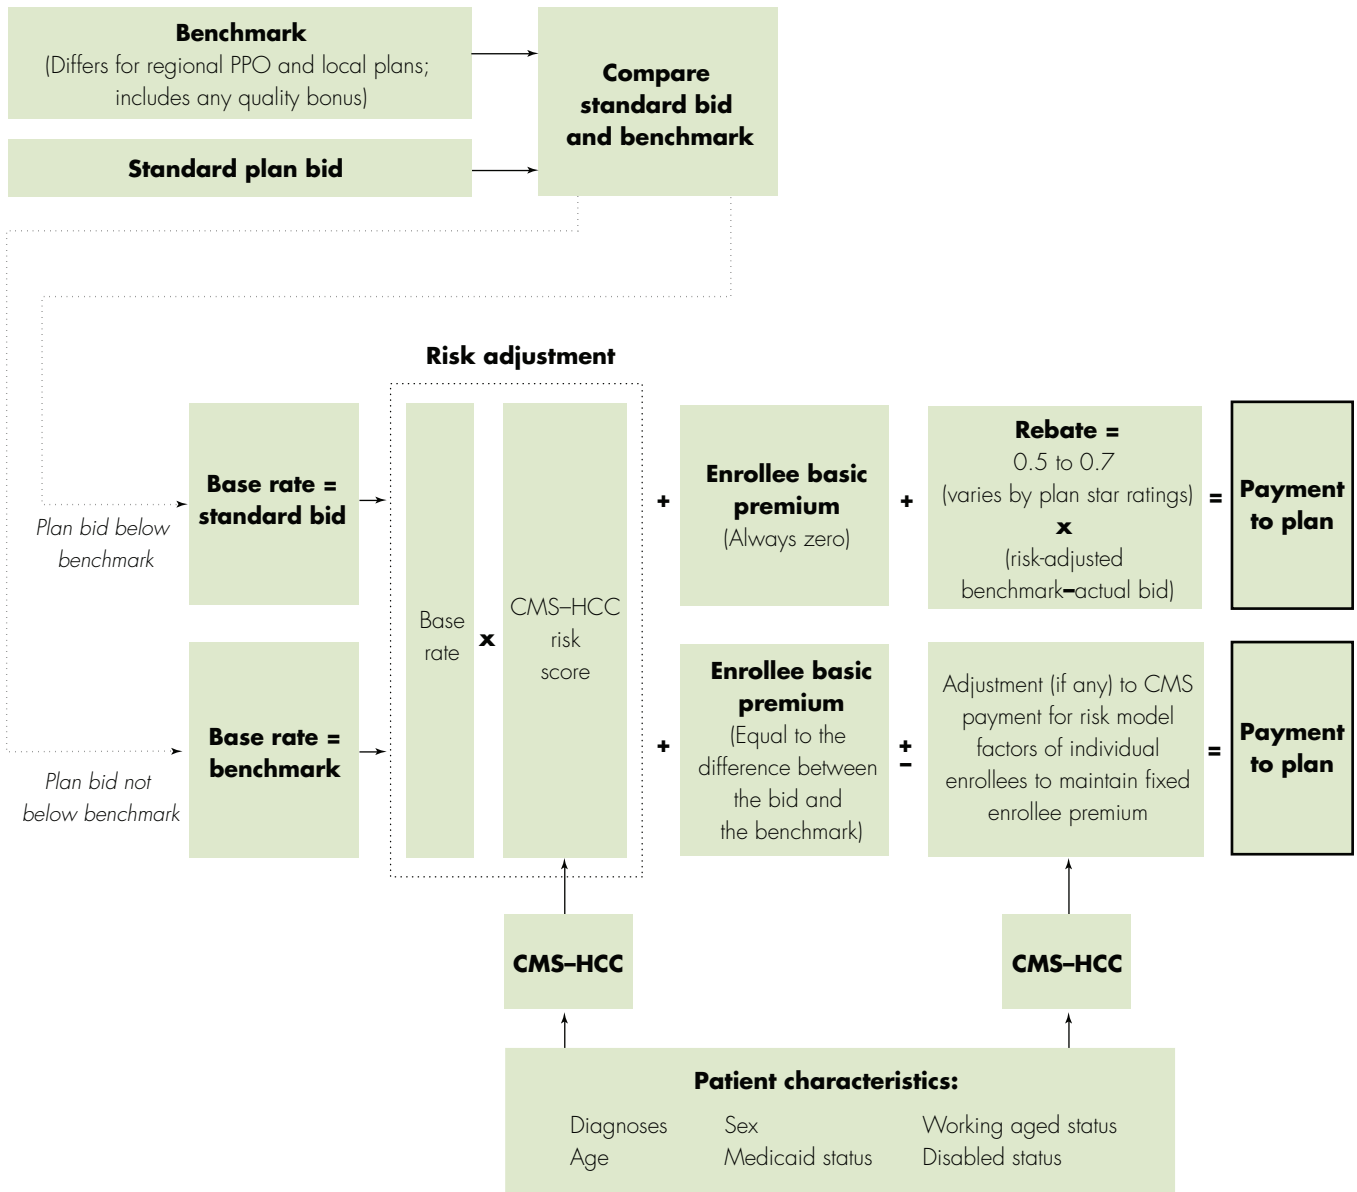 Benchmark
(Differs for regional PPO and local plans;
includes any quality bonus)
Standard plan bid
Compare
standard bid
and benchmark
Risk adjustment
Plan bid below
benchmark
Base rate =
standard bid
Plan bid not
below benchmark
Base rate =
benchmark
Base
rate
x
CMS–HCC
risk
score
+
Enrollee basic
premium
(Always zero)
+
Rebate =
0.5 to 0.7
(varies by plan star ratings)
x
(risk-adjusted
benchmark–actual bid)
=
Payment
to plan
+
Enrollee basic
premium
(Equal to the
difference between
the bid and
the benchmark)
+
–
Adjustment (if any) to CMS
payment for risk model
factors of individual
enrollees to maintain fixed
enrollee premium
=
Payment
to plan
CMS–HCC
CMS–HCC
Patient characteristics:
Diagnoses Sex Working aged status
Age Medicaid status Disabled status